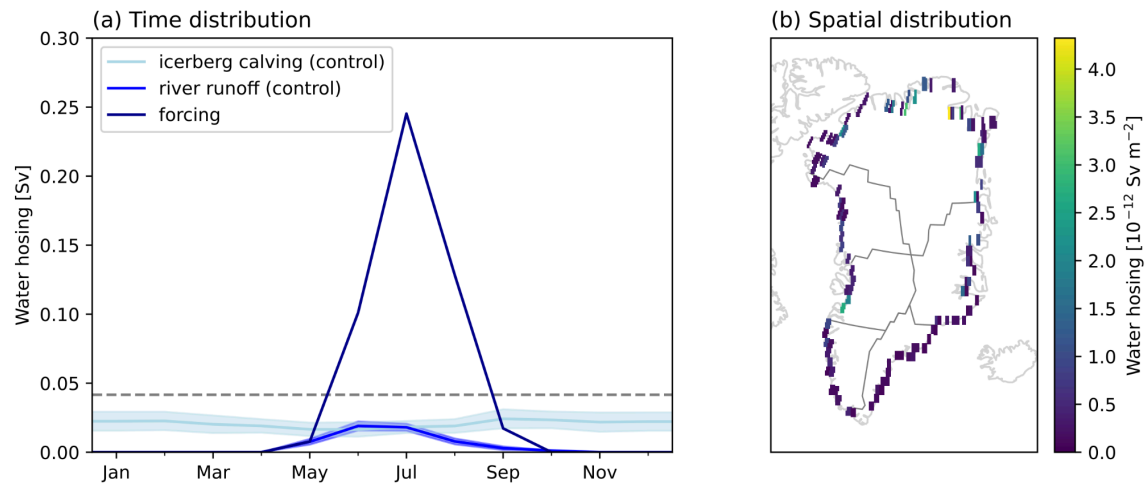 (a) Time distribution
0.30
0.25
0.20
0.15
0.10
0.05
0.00
Water hosing [Sv]
icerberg calving (control)
river runoff (control)
forcing
Jan Mar May Jul Sep Nov
(b) Spatial distribution
4.0
3.5
3.0
2.5
2.0
1.5
1.0
0.5
0.0
Water hosing [10⁻¹² Sv m⁻²]